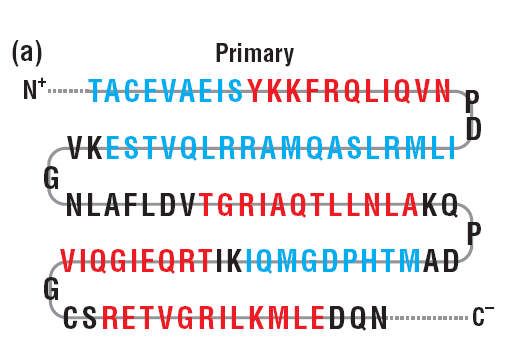 (a) Primary
N⁺ TACEVAEISYKKFRQLIQVN
P
D
VKESTVQLRRAMQASLRMLI
G
NLAFLDVTGRIAQTLLNLAKQ
P
VIQGIEQRTIKIQMGDPHTMAD
G
CSRETVGRILKMLEDQN C⁻